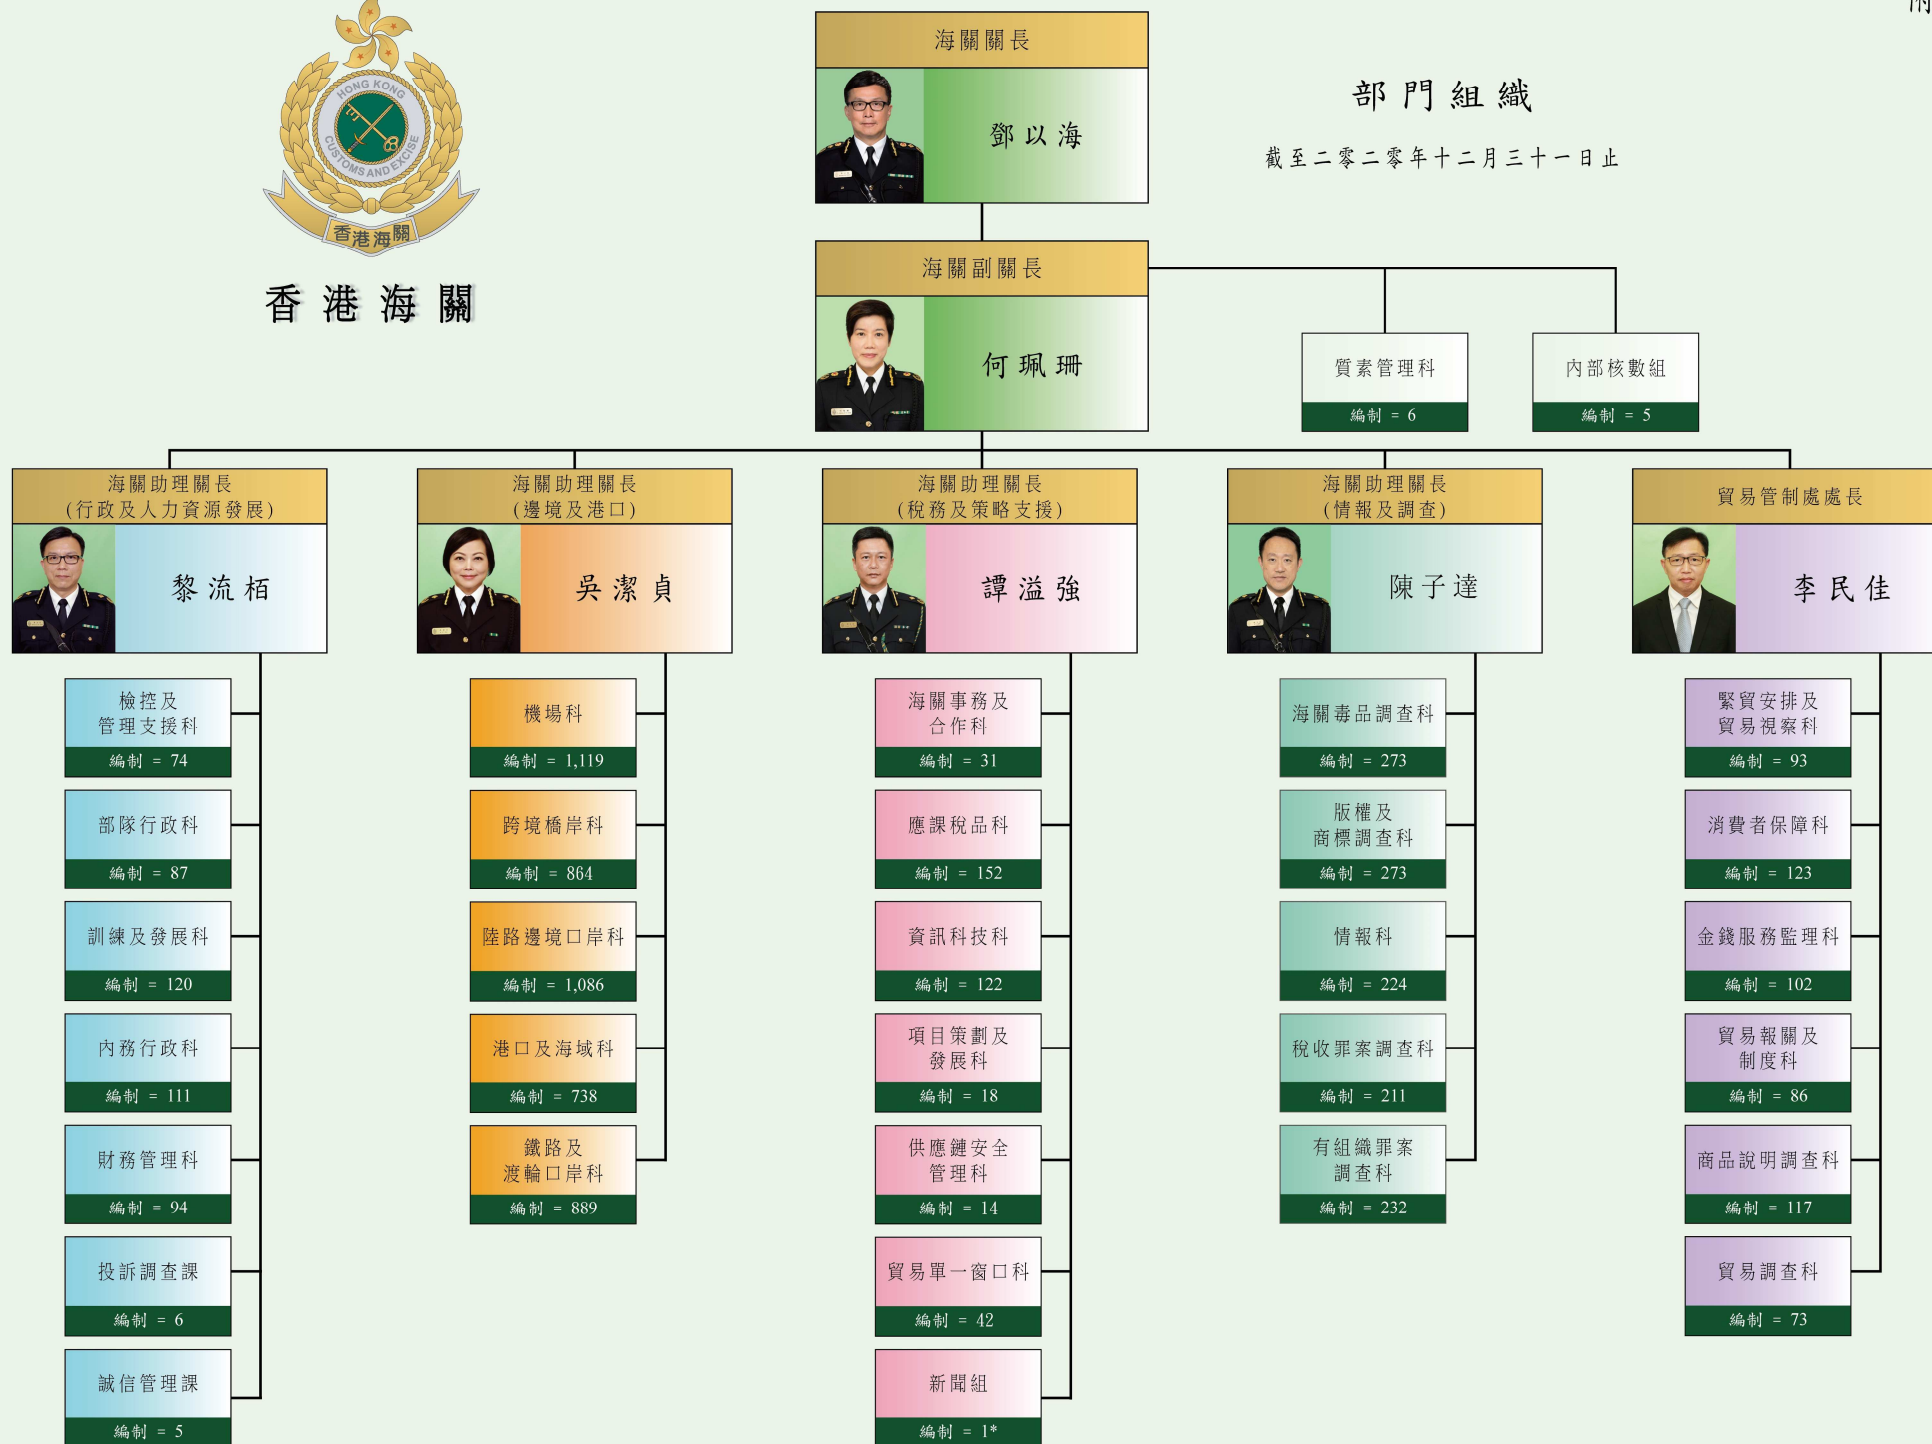 附
HONG KONG
CUSTOMS AND EXCISE
香港海關
香港海關
部門組織
截至二零二零年十二月三十一日止
海關關長
鄧以海
海關副關長
何珮珊
質素管理科
編制 = 6
內部核數組
編制 = 5
海關助理關長
(行政及人力資源發展)
黎流栢
檢控及
管理支援科
編制 = 74
部隊行政科
編制 = 87
訓練及發展科
編制 = 120
內務行政科
編制 = 111
財務管理科
編制 = 94
投訴調查課
編制 = 6
誠信管理課
編制 = 5
海關助理關長
(邊境及港口)
吳潔貞
機場科
編制 = 1,119
跨境橋岸科
編制 = 864
陸路邊境口岸科
編制 = 1,086
港口及海域科
編制 = 738
鐵路及
渡輪口岸科
編制 = 889
海關助理關長
(稅務及策略支援)
譚溢強
海關事務及
合作科
編制 = 31
應課稅品科
編制 = 152
資訊科技科
編制 = 122
項目策劃及
發展科
編制 = 18
供應鏈安全
管理科
編制 = 14
貿易單一窗口科
編制 = 42
新聞組
編制 = 1*
海關助理關長
(情報及調查)
陳子達
海關毒品調查科
編制 = 273
版權及
商標調查科
編制 = 273
情報科
編制 = 224
稅收罪案調查科
編制 = 211
有組織罪案
調查科
編制 = 232
貿易管制處處長
李民佳
緊貿安排及
貿易視察科
編制 = 93
消費者保障科
編制 = 123
金錢服務監理科
編制 = 102
貿易報關及
制度科
編制 = 86
商品說明調查科
編制 = 117
貿易調查科
編制 = 73